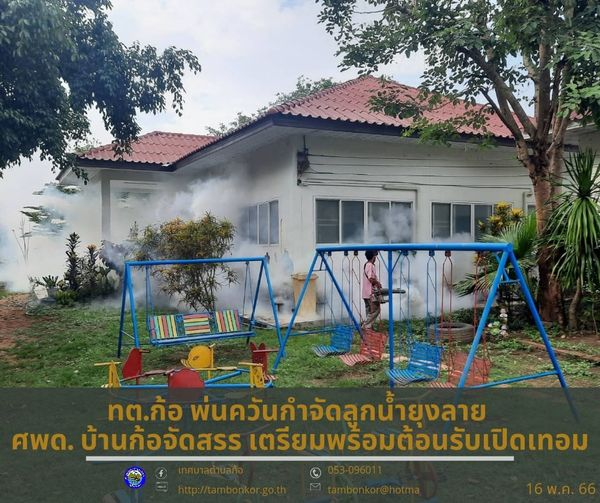 ทต.ก้อ พ่นควันกำจัดลูกน้ำยุงลาย
ศพด. บ้านก้อจัดสรร เตรียมพร้อมต้อนรับเปิดเทอม
เทศบาลตำบลก้อ 053-096011
http://tambonkor.go.th tambonkor@hotma
16 พ.ค. 66